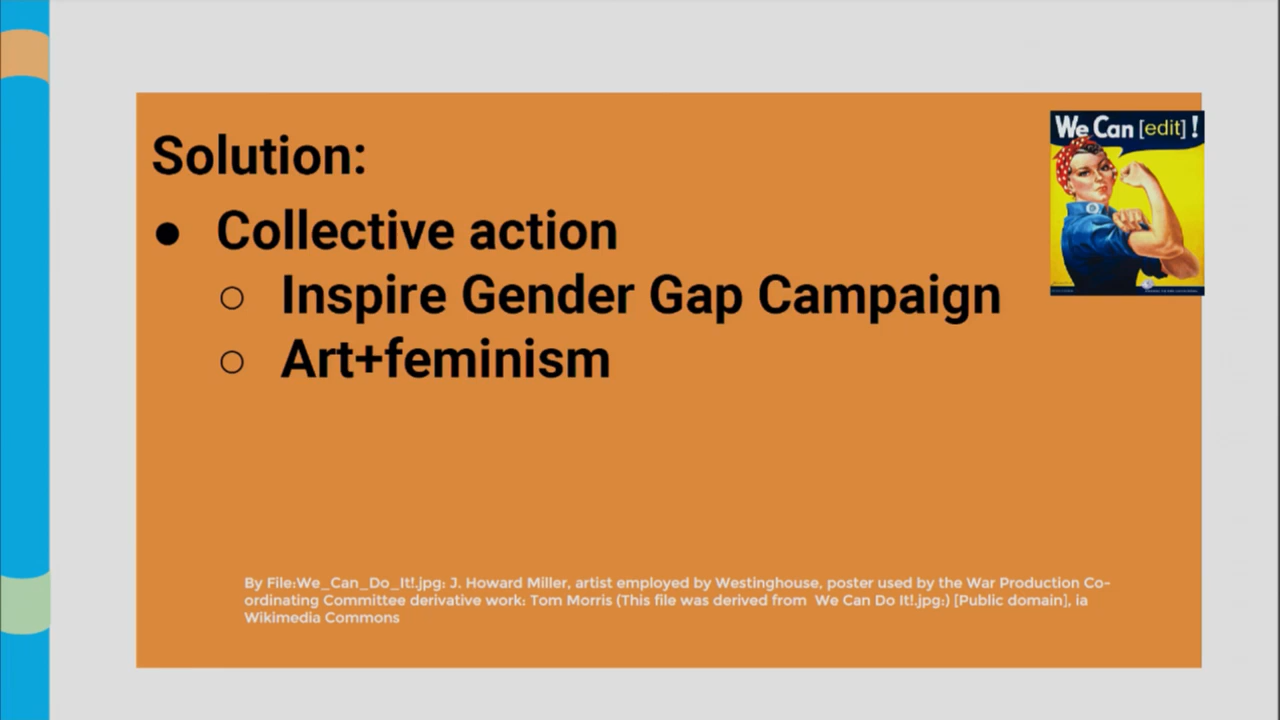 We Can [edit] !
Solution:
● Collective action
○ Inspire Gender Gap Campaign
○ Art+feminism
By File:We_Can_Do_It!.jpg: J. Howard Miller, artist employed by Westinghouse, poster used by the War Production Co-
ordinating Committee derivative work: Tom Morris (This file was derived from We Can Do It!.jpg:) [Public domain], ia
Wikimedia Commons